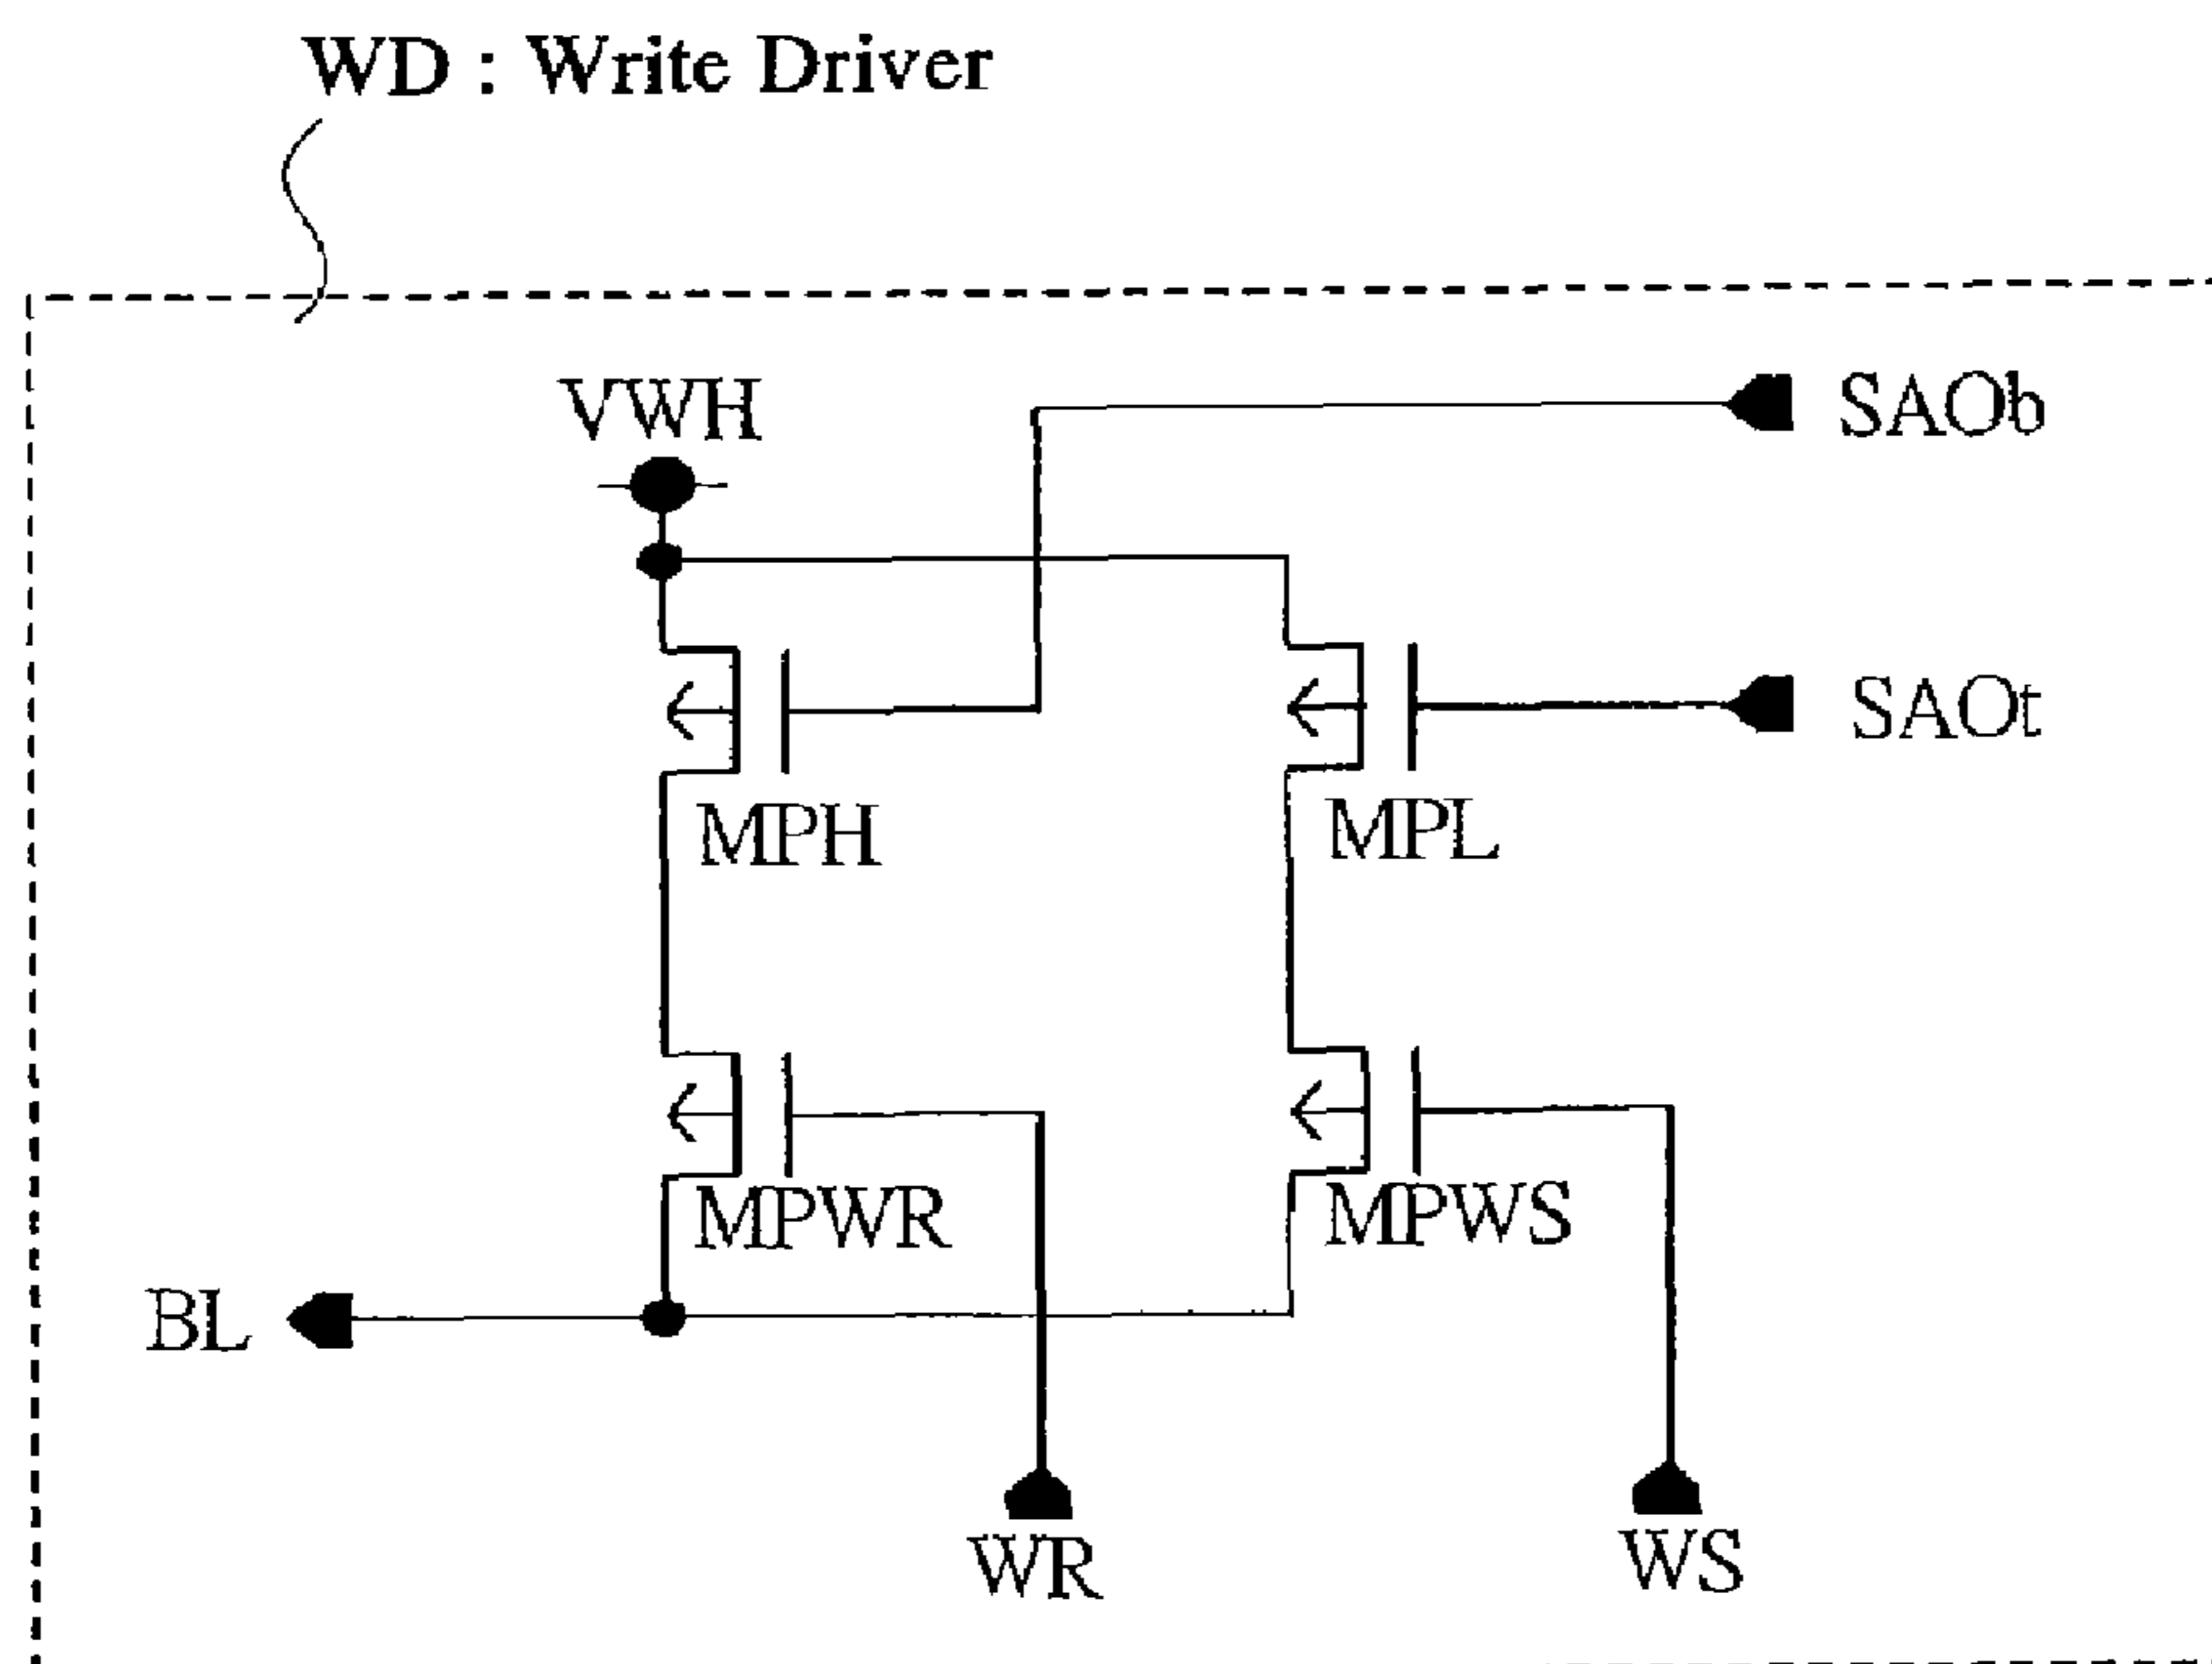 WD : Write Driver
VWH
SAOb
SAOt
MPH
MPL
MPWR
MPWS
BL
WR
WS